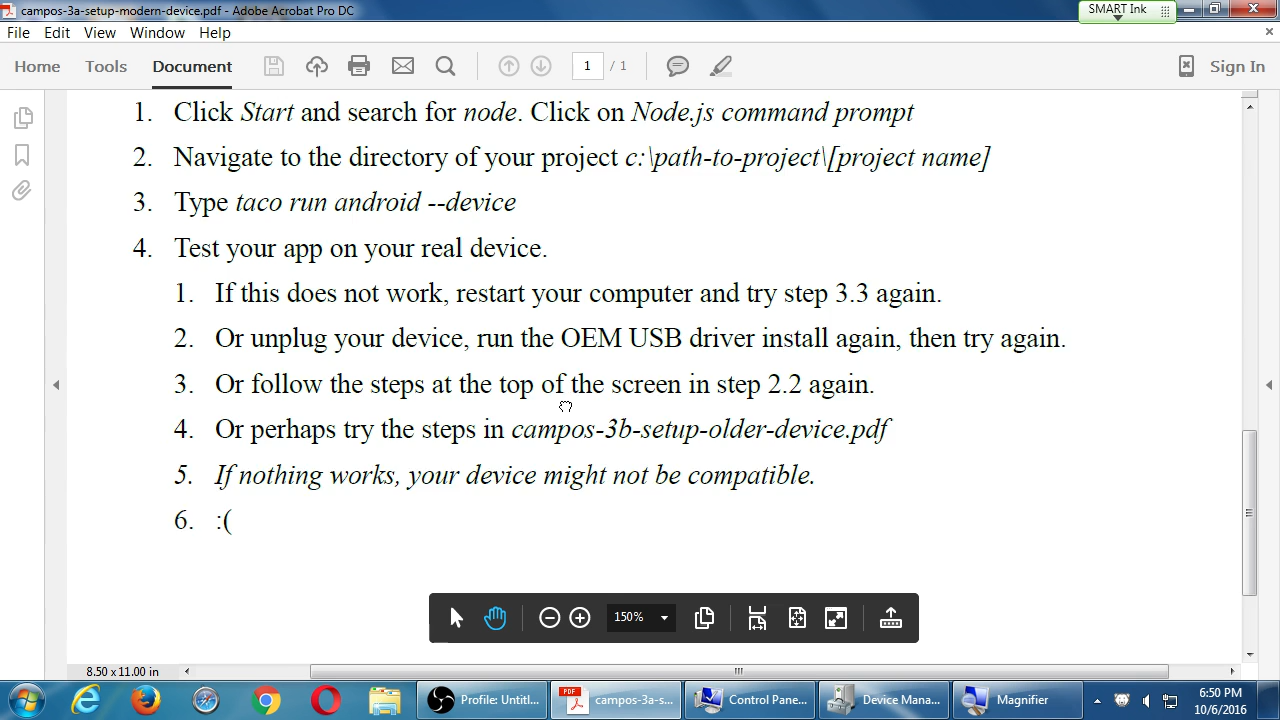 campos-3a-setup-modern-device.pdf - Adobe Acrobat Pro DC
SMART Ink
File Edit View Window Help
Home Tools Document 1 / 1 Sign In
1. Click Start and search for node. Click on Node.js command prompt
2. Navigate to the directory of your project c:\path-to-project\[project name]
3. Type taco run android --device
4. Test your app on your real device.
1. If this does not work, restart your computer and try step 3.3 again.
2. Or unplug your device, run the OEM USB driver install again, then try again.
3. Or follow the steps at the top of the screen in step 2.2 again.
4. Or perhaps try the steps in campos-3b-setup-older-device.pdf
5. If nothing works, your device might not be compatible.
6. :(
150%
8.50 x 11.00 in
PDF
Profile: Untitl... campos-3a-s... Control Pane... Device Mana... Magnifier
6:50 PM
10/6/2016